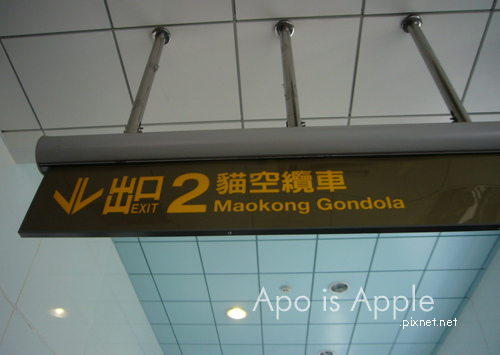 出口 2 貓空纜車
EXIT Maokong Gondola
Apo is Apple
pixnet.net